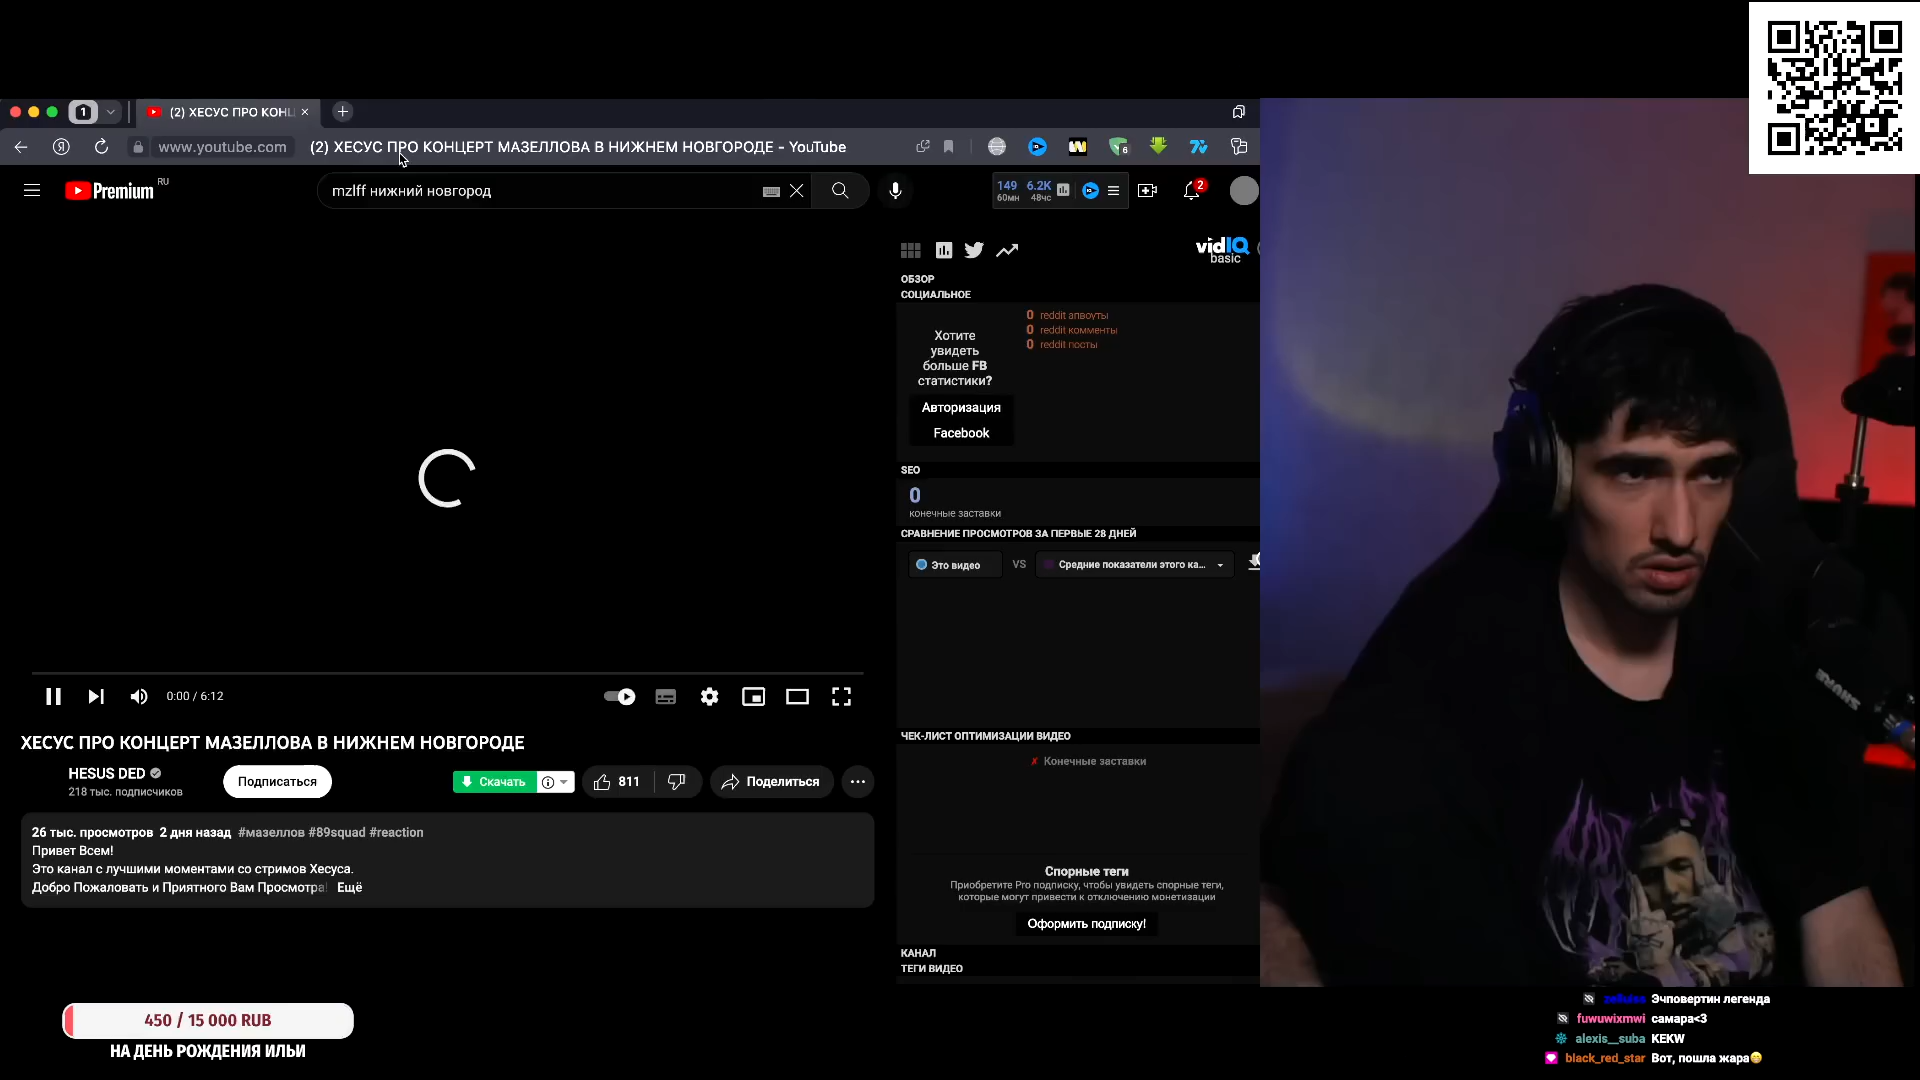 1
(2) ХЕСУС ПРО КОНЦ
www.youtube.com
(2) ХЕСУС ПРО КОНЦЕРТ МАЗЕЛЛОВА В НИЖНЕМ НОВГОРОДЕ - YouTube
6
Premium RU
mzlff нижний новгород
149 6.2K
60мн 48чс
2
vidIQ
basic
ОБЗОР
СОЦИАЛЬНОЕ
Хотите
увидеть
больше FB
статистики?
Авторизация
Facebook
0 reddit апвоуты
0 reddit комменты
0 reddit посты
SEO
0
конечные заставки
СРАВНЕНИЕ ПРОСМОТРОВ ЗА ПЕРВЫЕ 28 ДНЕЙ
Это видео VS Средние показатели этого ка...
ЧЕК-ЛИСТ ОПТИМИЗАЦИИ ВИДЕО
✗ Конечные заставки
Спорные теги
Приобретите Pro подписку, чтобы увидеть спорные теги,
которые могут привести к отключению монетизации
Оформить подписку!
КАНАЛ
ТЕГИ ВИДЕО
0:00 / 6:12
ХЕСУС ПРО КОНЦЕРТ МАЗЕЛЛОВА В НИЖНЕМ НОВГОРОДЕ
HESUS DED
218 тыс. подписчиков
Подписаться
Скачать
811
Поделиться
26 тыс. просмотров 2 дня назад #мазеллов #89squad #reaction
Привет Всем!
Это канал с лучшими моментами со стримов Хесуса.
Добро Пожаловать и Приятного Вам Просмотра! Ещё
450 / 15 000 RUB
НА ДЕНЬ РОЖДЕНИЯ ИЛЬИ
SHURE
Эчповертин легенда
fuwuwixmwi самара<3
alexis__suba KEKW
black_red_star Вот, пошла жара😁